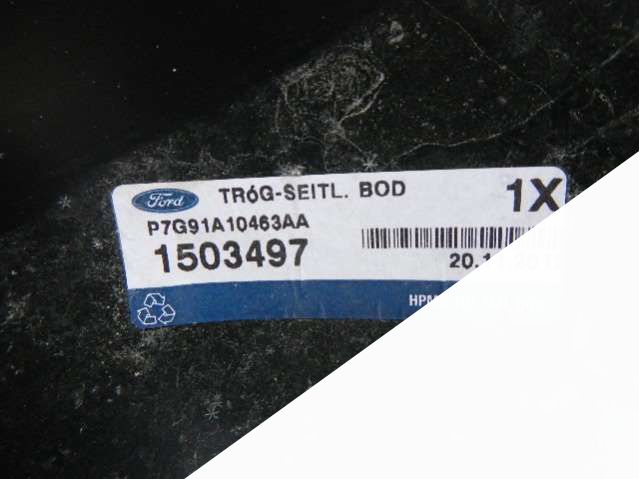 Ford
TRóG-SEITL. BOD
1X
P7G91A10463AA
1503497